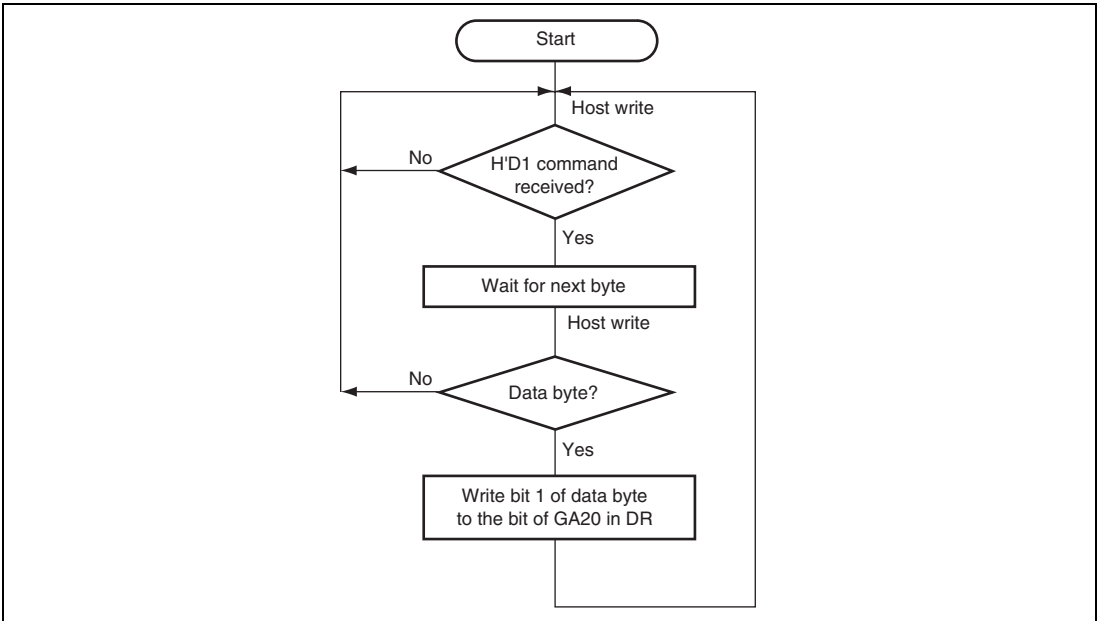 Start
Host write
No
H'D1 command
received?
Yes
Wait for next byte
Host write
No
Data byte?
Yes
Write bit 1 of data byte
to the bit of GA20 in DR